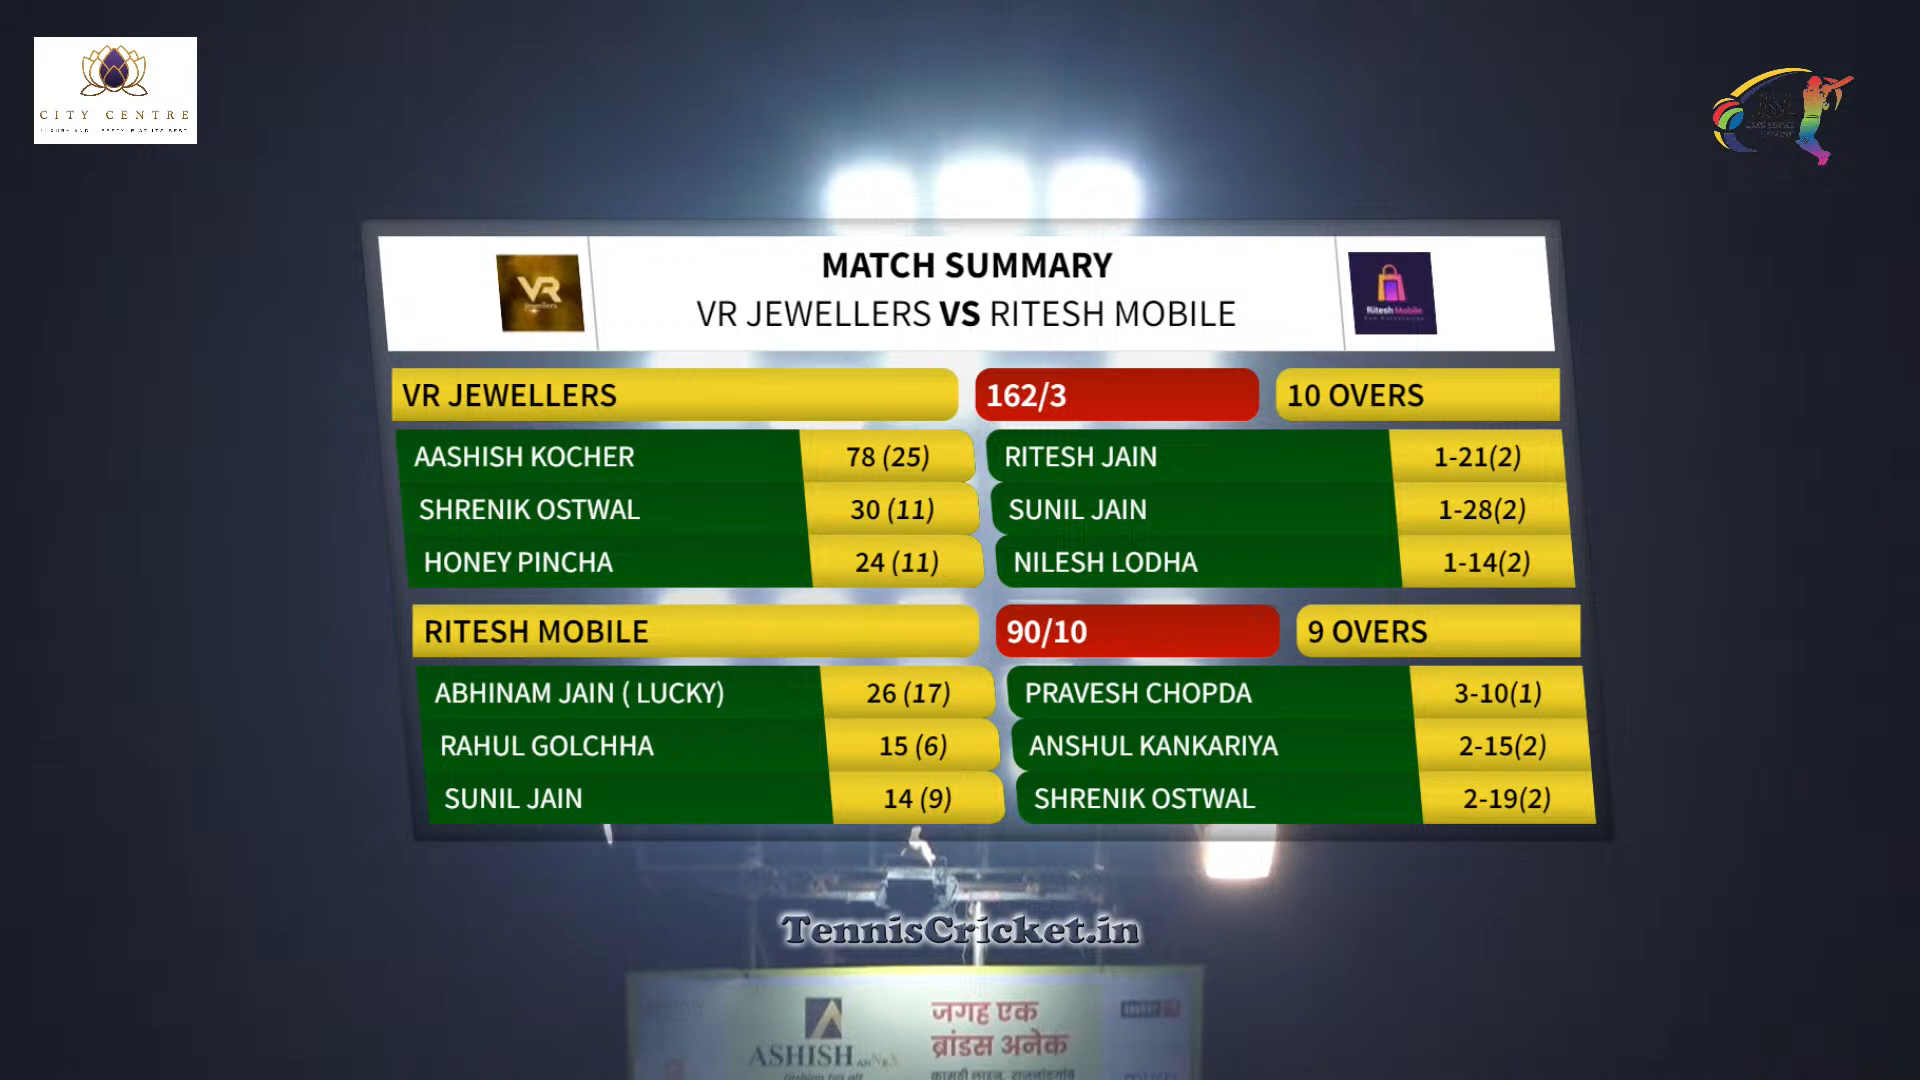 CITY CENTRE
MATCH SUMMARY
VR
Jewellers
VR JEWELLERS VS RITESH MOBILE
Ritesh Mobile
VR JEWELLERS 162/3 10 OVERS
AASHISH KOCHER 78 (25) RITESH JAIN 1-21(2)
SHRENIK OSTWAL 30 (11) SUNIL JAIN 1-28(2)
HONEY PINCHA 24 (11) NILESH LODHA 1-14(2)
RITESH MOBILE 90/10 9 OVERS
ABHINAM JAIN ( LUCKY) 26 (17) PRAVESH CHOPDA 3-10(1)
RAHUL GOLCHHA 15 (6) ANSHUL KANKARIYA 2-15(2)
SUNIL JAIN 14 (9) SHRENIK OSTWAL 2-19(2)
TennisCricket.in
जगह एक
ब्रांडस अनेक
ASHISH